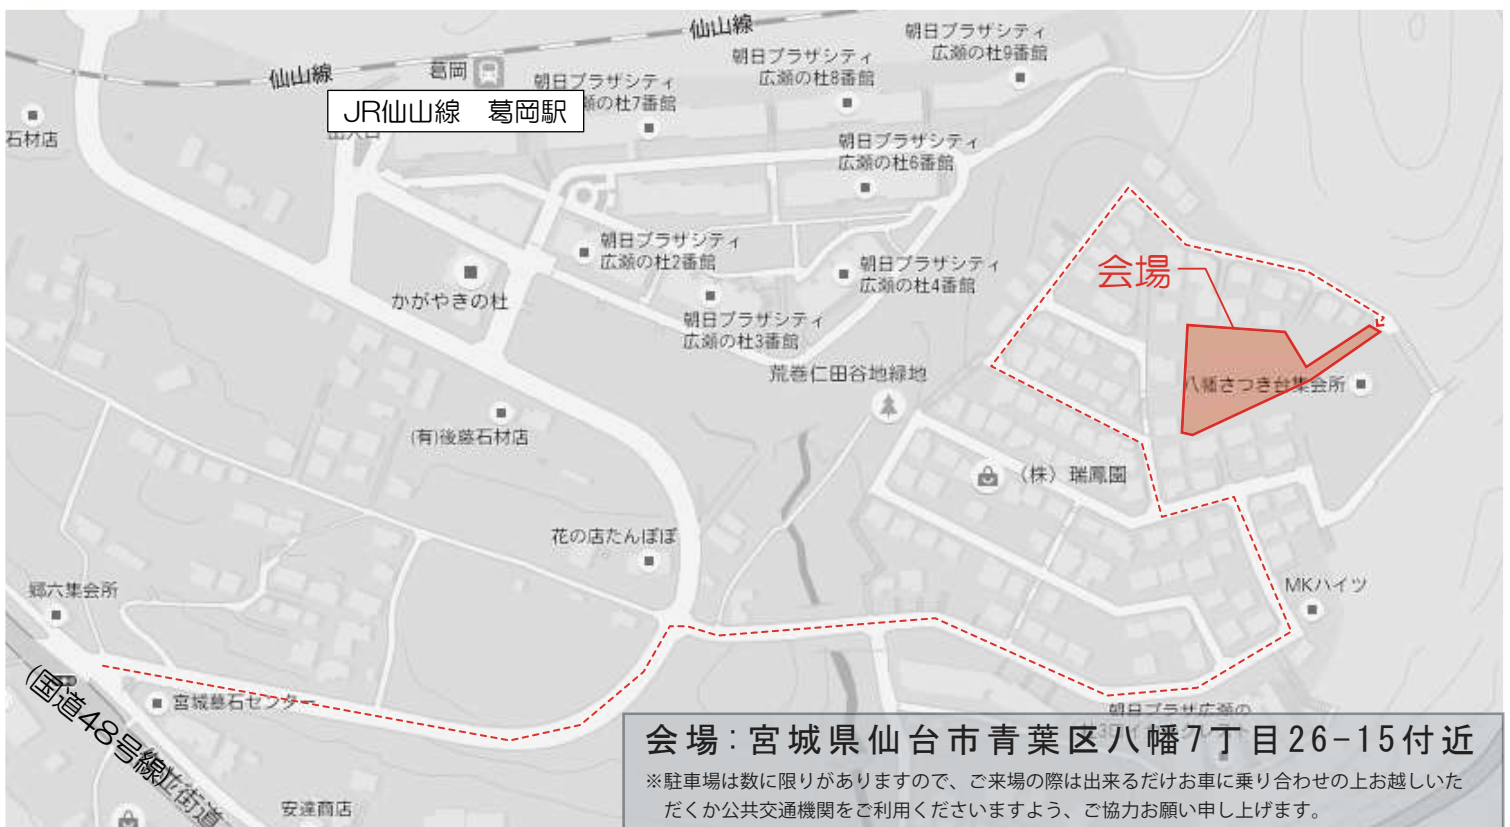 仙山線
朝日プラザシティ
広瀬の杜9番館
仙山線
葛岡
朝日プラザシティ
広瀬の杜8番館
朝日プラザシティ
瀬の杜7番館
JR仙山線　葛岡駅
石材店
朝日プラザシティ
広瀬の杜6番館
朝日プラザシティ
広瀬の杜2番館
朝日プラザシティ
広瀬の杜4番館
会場
かがやきの杜
朝日プラザシティ
広瀬の杜3番館
荒巻仁田谷地緑地
八幡さつき台集会所
(有)後藤石材店
（株）瑞鳳園
花の店たんぽぽ
郷六集会所
MKハイツ
宮城墓石センター
(国道48号線)
並街道
朝日プラザ広瀬の
安達商店
会場：宮城県仙台市青葉区八幡7丁目26-15付近
※駐車場は数に限りがありますので、ご来場の際は出来るだけお車に乗り合わせの上お越しいた
だくか公共交通機関をご利用くださいますよう、ご協力お願い申し上げます。